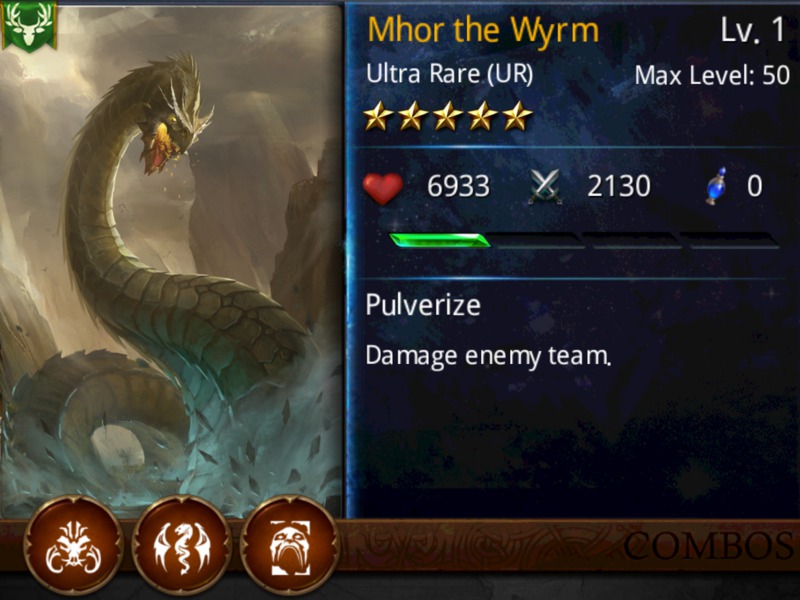 Mhor the Wyrm Lv. 1
Ultra Rare (UR) Max Level: 50
6933 2130 0
Pulverize
Damage enemy team.
COMBOS